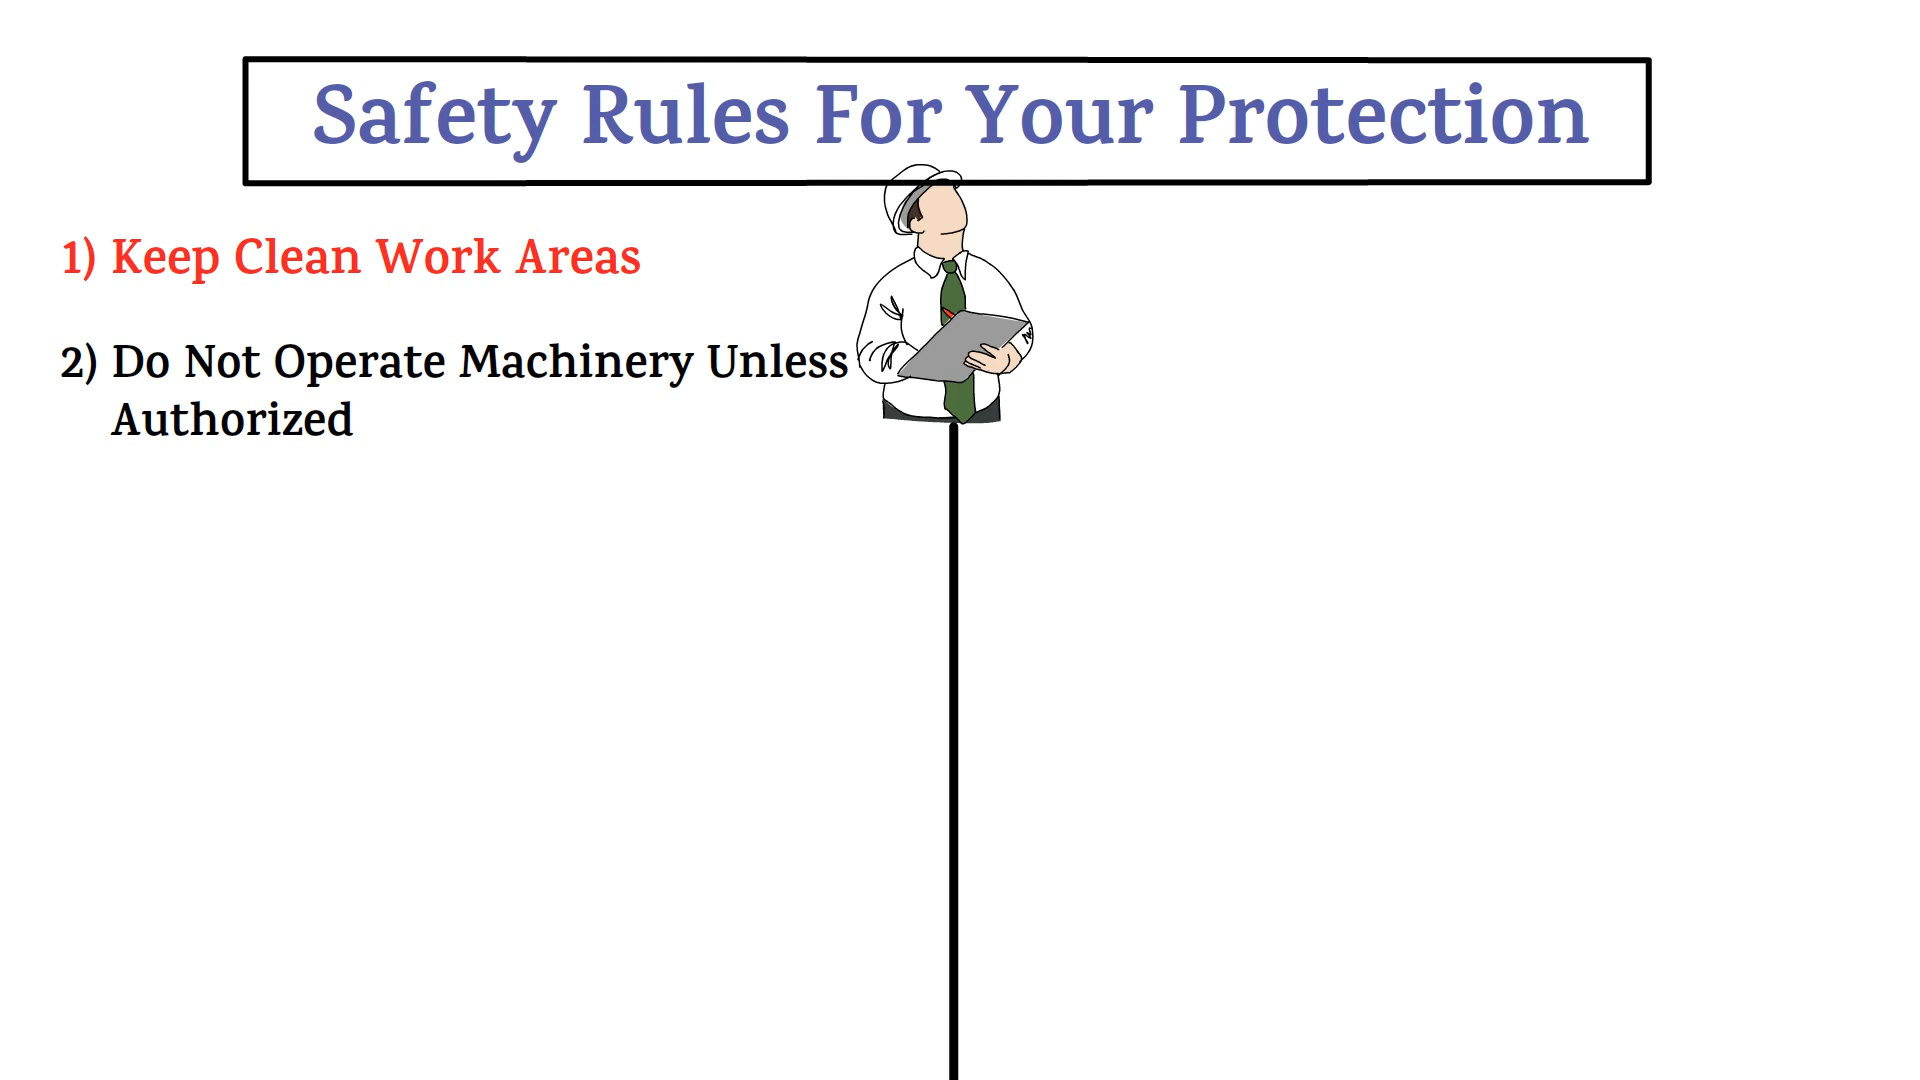 Safety Rules For Your Protection
1) Keep Clean Work Areas
2) Do Not Operate Machinery Unless
Authorized